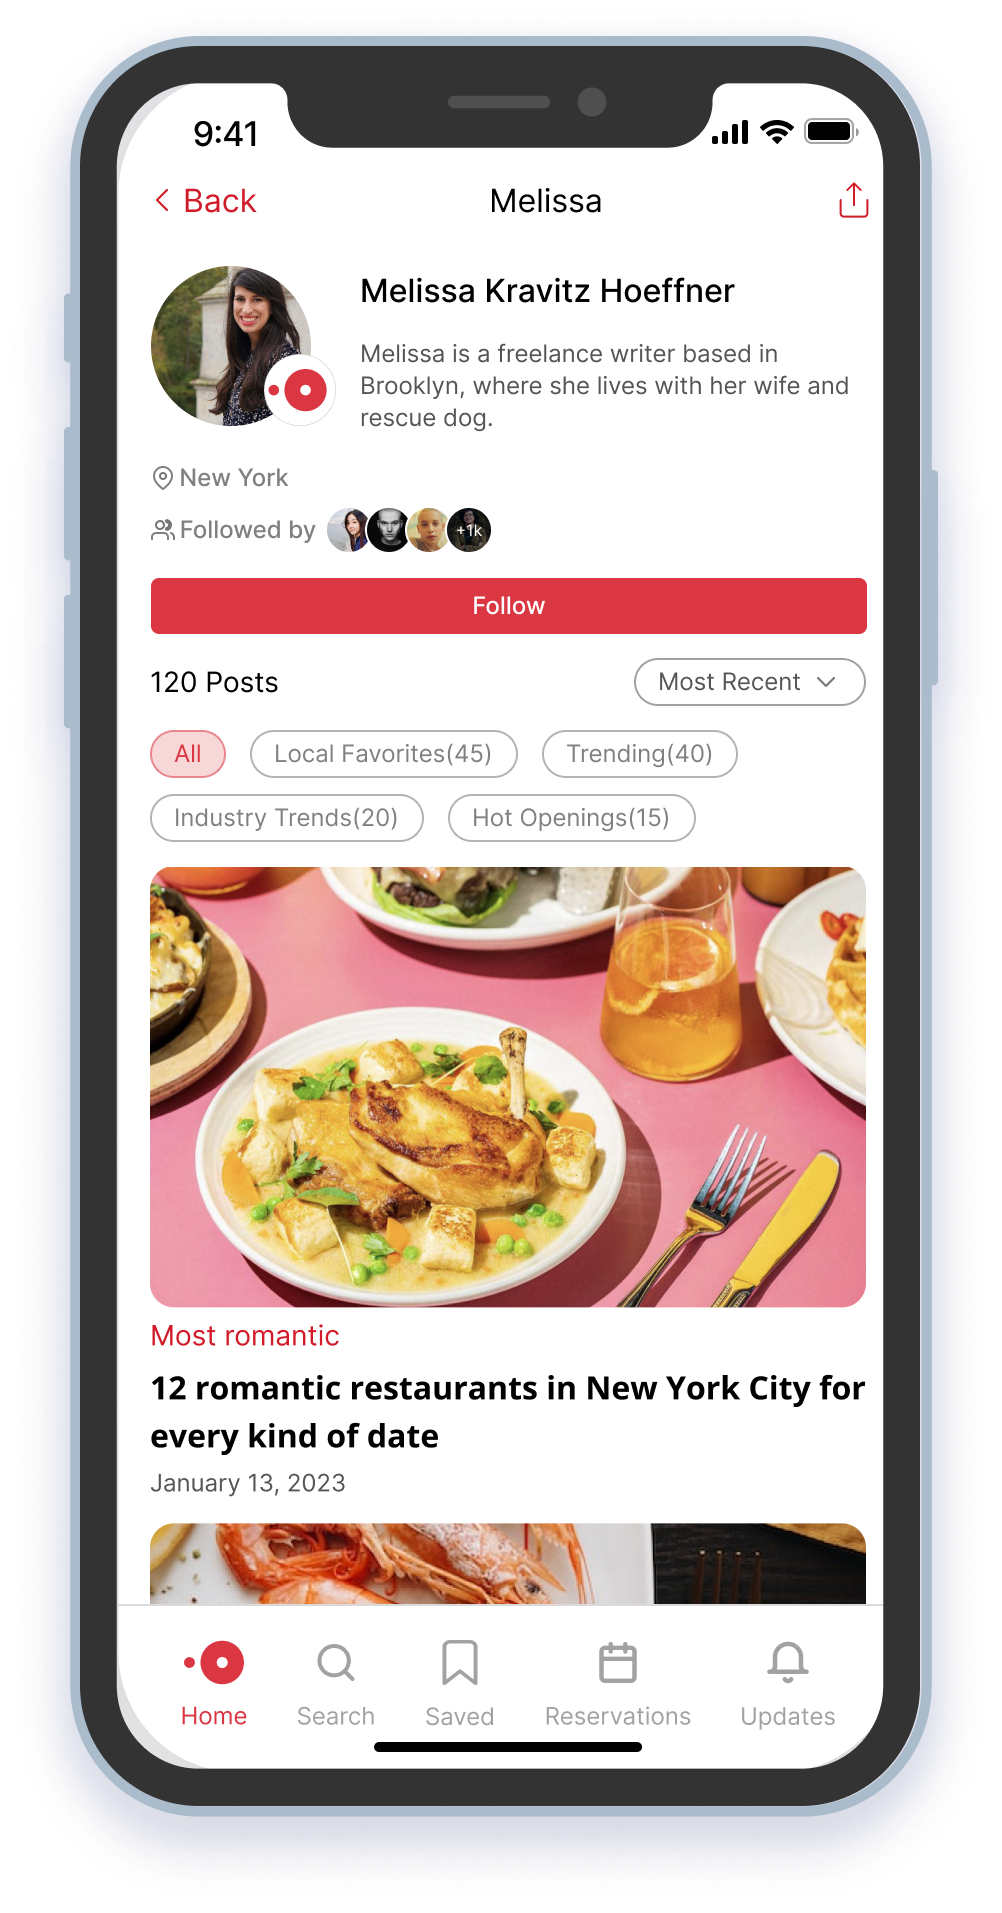 9:41
Back
Melissa
Melissa Kravitz Hoeffner
Melissa is a freelance writer based in
Brooklyn, where she lives with her wife and
rescue dog.
New York
Followed by
+1k
Follow
120 Posts
Most Recent
All
Local Favorites(45)
Trending(40)
Industry Trends(20)
Hot Openings(15)
Most romantic
12 romantic restaurants in New York City for
every kind of date
January 13, 2023
Home
Search
Saved
Reservations
Updates